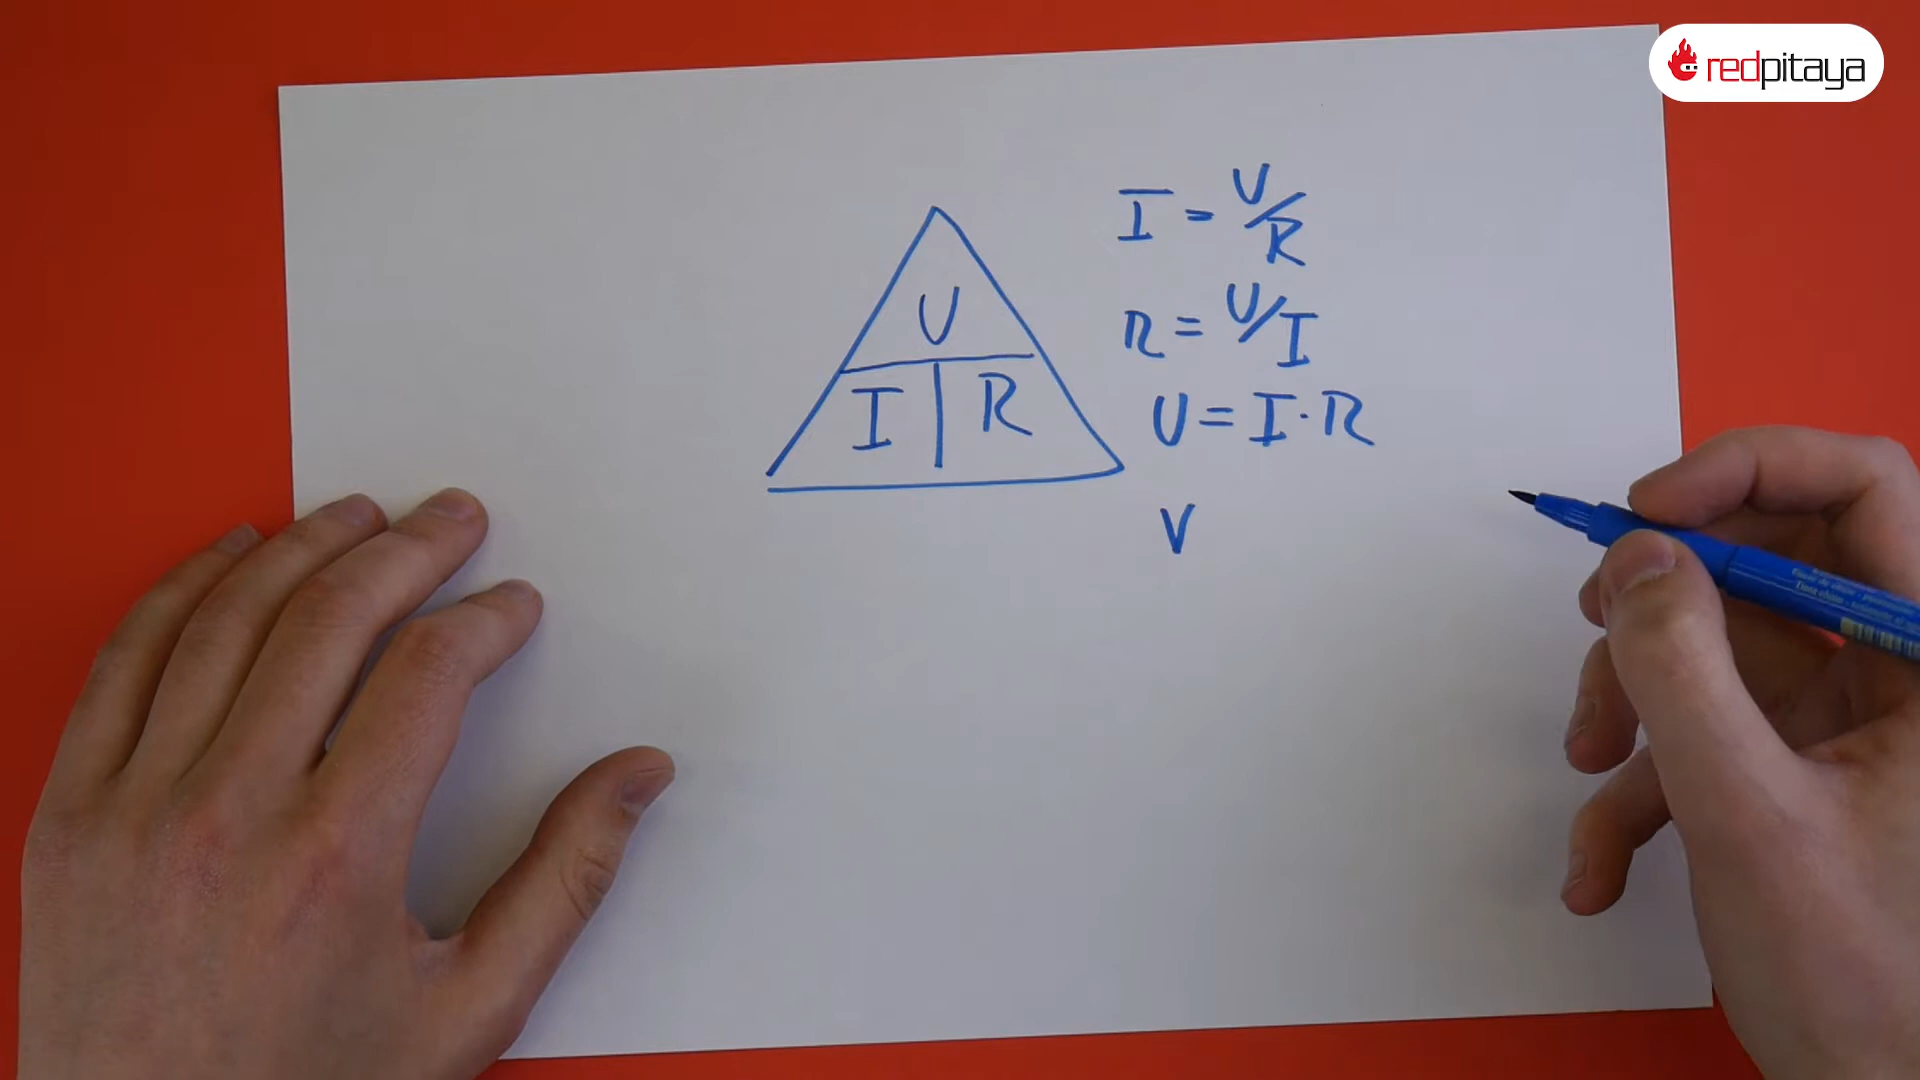 redpitaya
U
I R
I = U/R
R = U/I
U = I·R
V